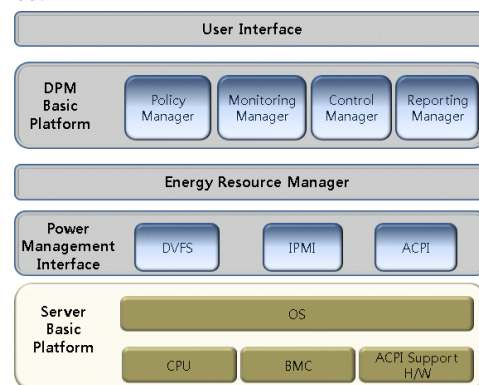 User Interface
DPM
Basic
Platform
Policy
Manager
Monitoring
Manager
Control
Manager
Reporting
Manager
Energy Resource Manager
Power
Management
Interface
DVFS
IPMI
ACPI
Server
Basic
Platform
OS
CPU
BMC
ACPI Support
H/W